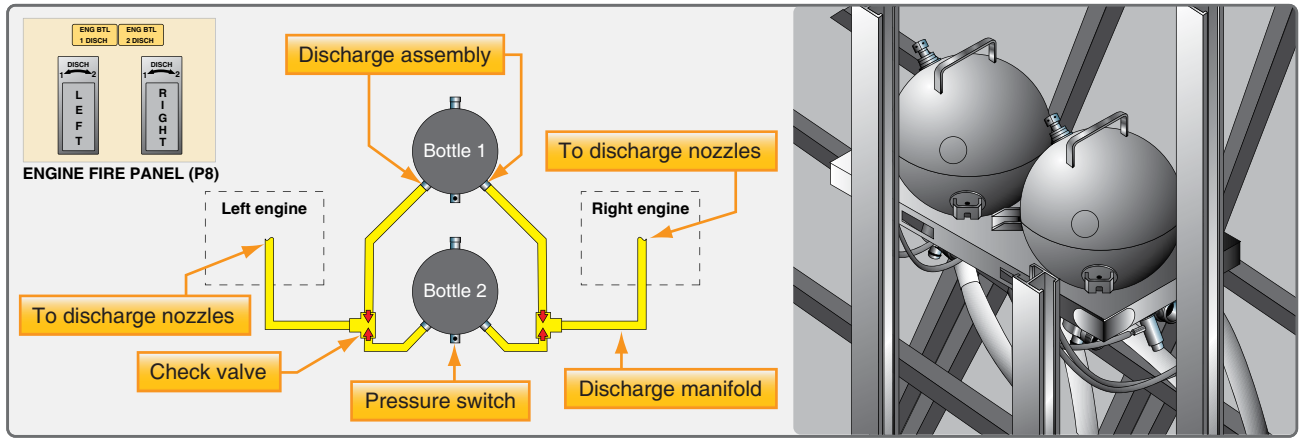 ENG BTL
1 DISCH
ENG BTL
2 DISCH
DISCH
1 2
LEFT
DISCH
1 2
RIGHT
ENGINE FIRE PANEL (P8)
Discharge assembly
Bottle 1
To discharge nozzles
Left engine
Right engine
Bottle 2
To discharge nozzles
Check valve
Pressure switch
Discharge manifold